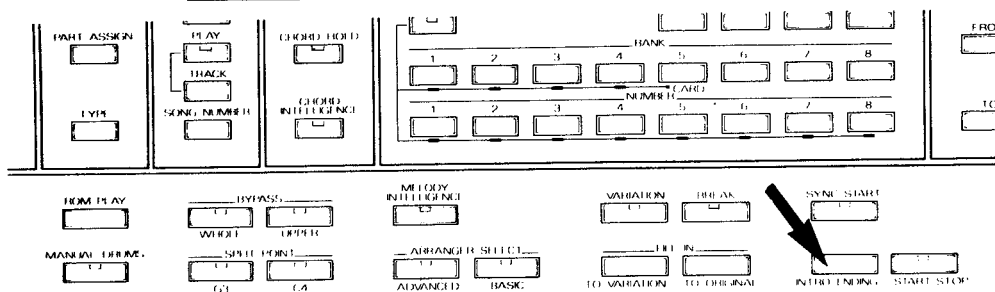 PART ASSIGN
PLAY
CHORD HOLD
BANK
1 2 3 4 5 6 7 8
TRACK
CARD
NUMBER
TYPE
SONG NUMBER
CHORD
INTELLIGENCE
1 2 3 4 5 6 7 8
ROM PLAY
BYPASS
MELODY
INTELLIGENCE
VARIATION
BREAK
SYNC START
WHOLE
UPPER
MANUAL DRUMS
SPLIT POINT
ARRANGER SELECT
FILL IN
G3
C4
ADVANCED
BASIC
TO VARIATION
TO ORIGINAL
INTRO ENDING
START STOP